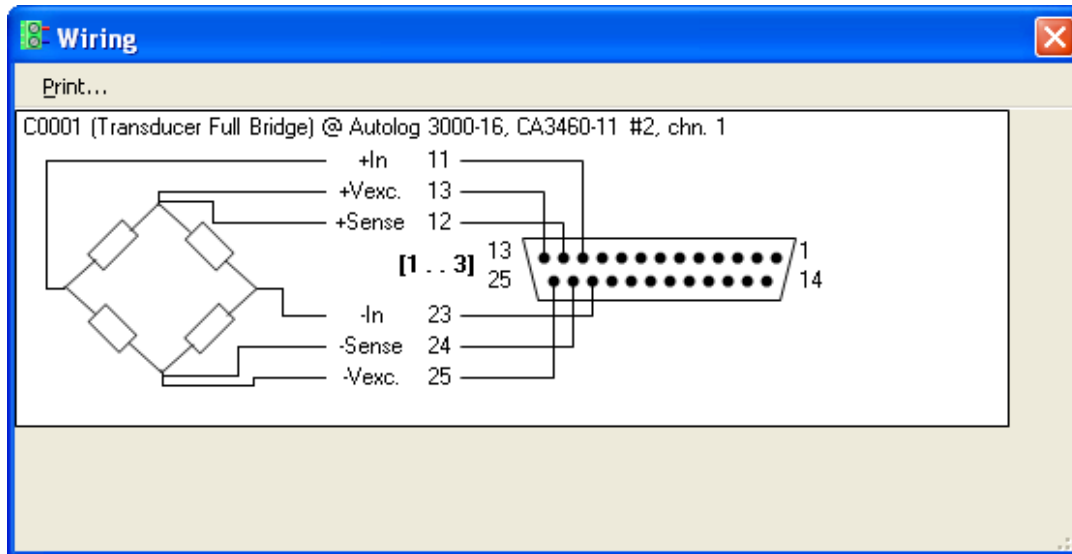 Wiring
Print...
C0001 (Transducer Full Bridge) @ Autolog 3000-16, CA3460-11 #2, chn. 1
+In 11
+Vexc. 13
+Sense 12
[1 . . 3] 13 1
25 14
-In 23
-Sense 24
-Vexc. 25